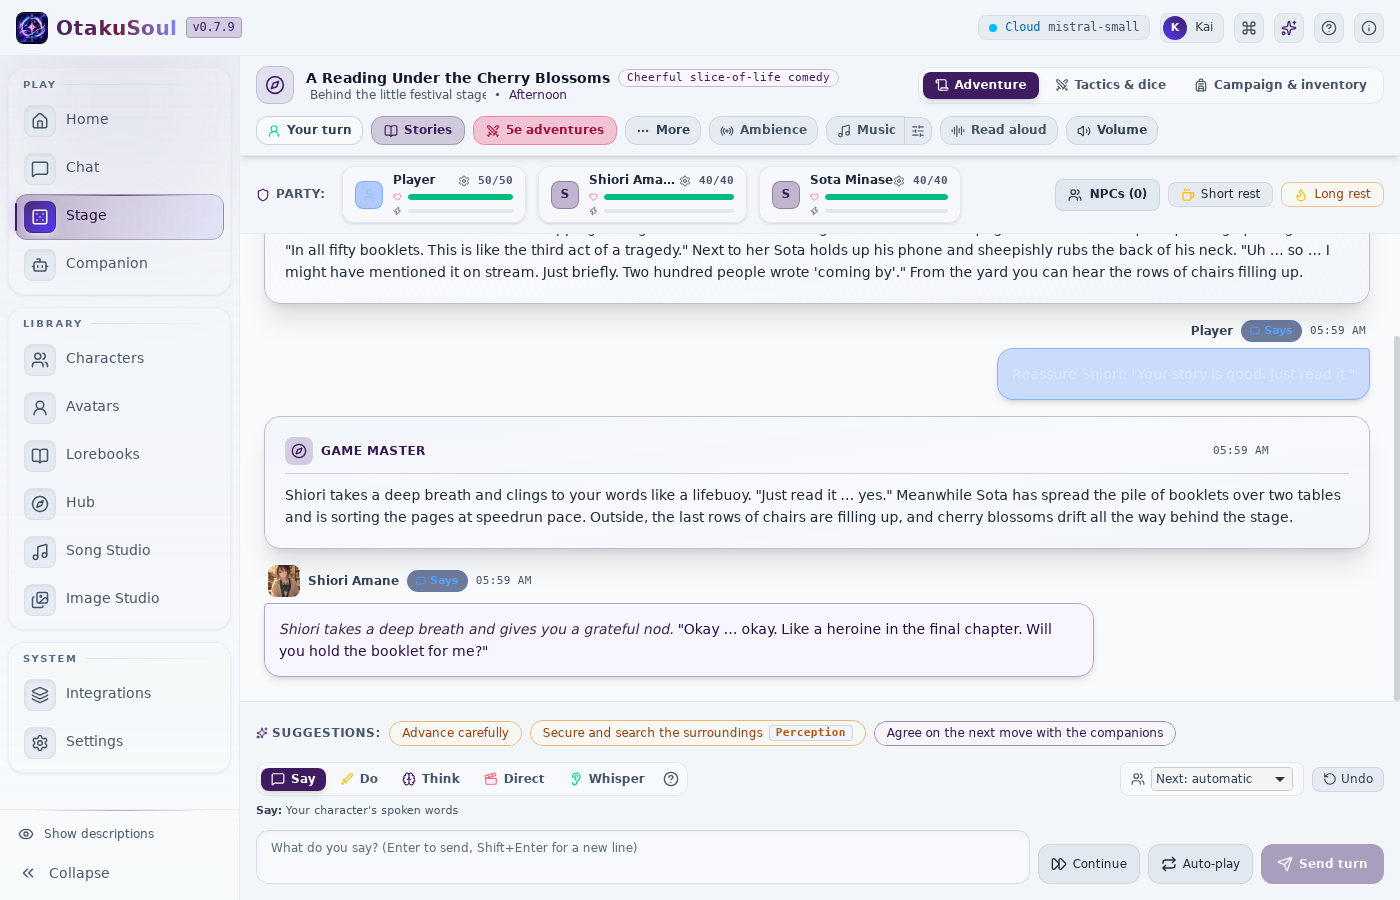 OtakuSoul v0.7.9
Cloud mistral-small
K Kai
PLAY
Home
Chat
Stage
Companion
LIBRARY
Characters
Avatars
Lorebooks
Hub
Song Studio
Image Studio
SYSTEM
Integrations
Settings
Show descriptions
Collapse
A Reading Under the Cherry Blossoms Cheerful slice-of-life comedy
Behind the little festival stage • Afternoon
Adventure Tactics & dice Campaign & inventory
Your turn Stories 5e adventures More Ambience Music Read aloud Volume
PARTY:
Player 50/50
S Shiori Ama... 40/40
S Sota Minase 40/40
NPCs (0) Short rest Long rest
"In all fifty booklets. This is like the third act of a tragedy." Next to her Sota holds up his phone and sheepishly rubs the back of his neck. "Uh … so … I
might have mentioned it on stream. Just briefly. Two hundred people wrote 'coming by'." From the yard you can hear the rows of chairs filling up.
Player Says 05:59 AM
Reassure Shiori: "Your story is good. Just read it."
GAME MASTER 05:59 AM
Shiori takes a deep breath and clings to your words like a lifebuoy. "Just read it … yes." Meanwhile Sota has spread the pile of booklets over two tables
and is sorting the pages at speedrun pace. Outside, the last rows of chairs are filling up, and cherry blossoms drift all the way behind the stage.
Shiori Amane Says 05:59 AM
Shiori takes a deep breath and gives you a grateful nod. "Okay … okay. Like a heroine in the final chapter. Will
you hold the booklet for me?"
SUGGESTIONS: Advance carefully Secure and search the surroundings Perception Agree on the next move with the companions
Say Do Think Direct Whisper
Next: automatic Undo
Say: Your character's spoken words
What do you say? (Enter to send, Shift+Enter for a new line)
Continue Auto-play Send turn